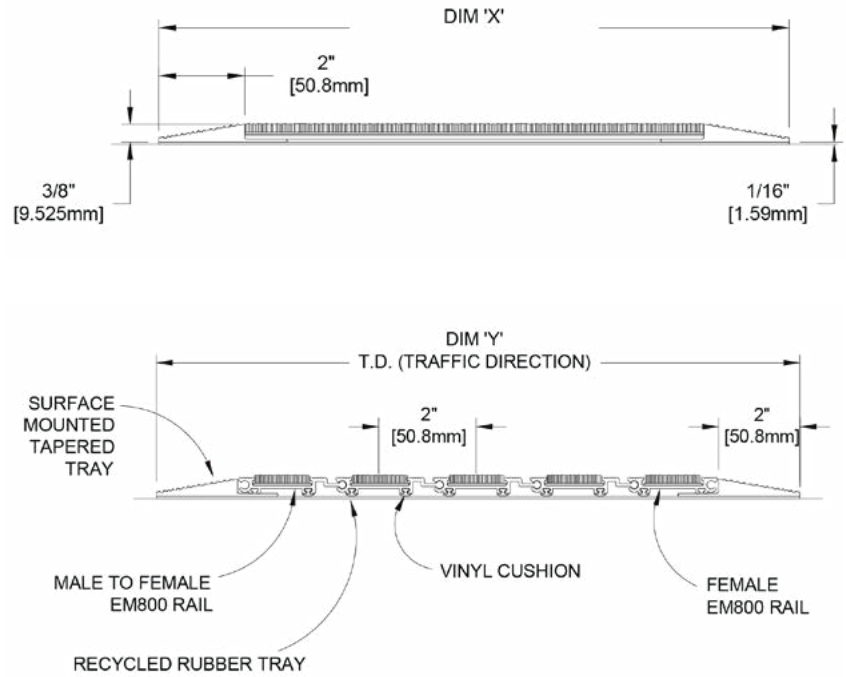 DIM 'X'
2"
[50.8mm]
3/8"
[9.525mm]
1/16"
[1.59mm]
DIM 'Y'
T.D. (TRAFFIC DIRECTION)
SURFACE
MOUNTED
TAPERED
TRAY
2"
[50.8mm]
2"
[50.8mm]
MALE TO FEMALE
EM800 RAIL
VINYL CUSHION
FEMALE
EM800 RAIL
RECYCLED RUBBER TRAY